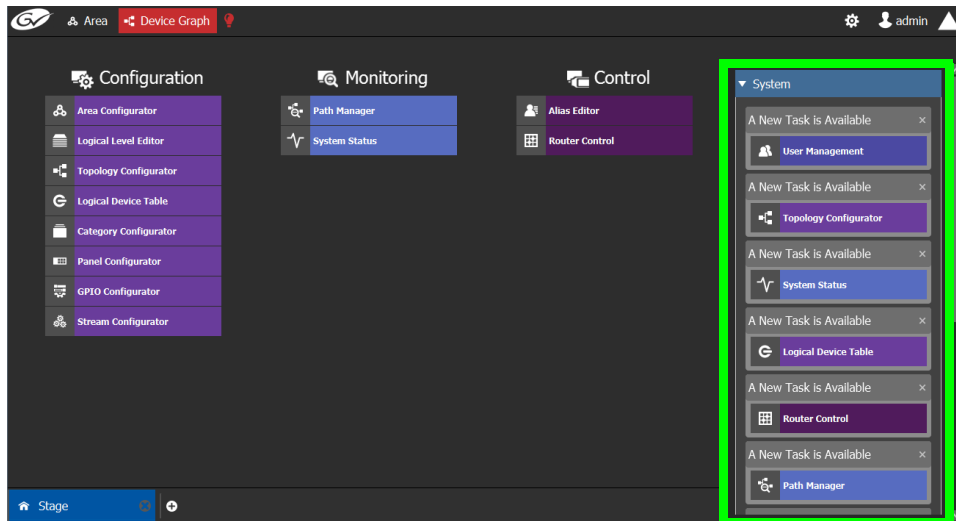 GV Area Device Graph admin
Configuration
Area Configurator
Logical Level Editor
Topology Configurator
Logical Device Table
Category Configurator
Panel Configurator
GPIO Configurator
Stream Configurator
Monitoring
Path Manager
System Status
Control
Alias Editor
Router Control
System
A New Task is Available
User Management
A New Task is Available
Topology Configurator
A New Task is Available
System Status
A New Task is Available
Logical Device Table
A New Task is Available
Router Control
A New Task is Available
Path Manager
Stage